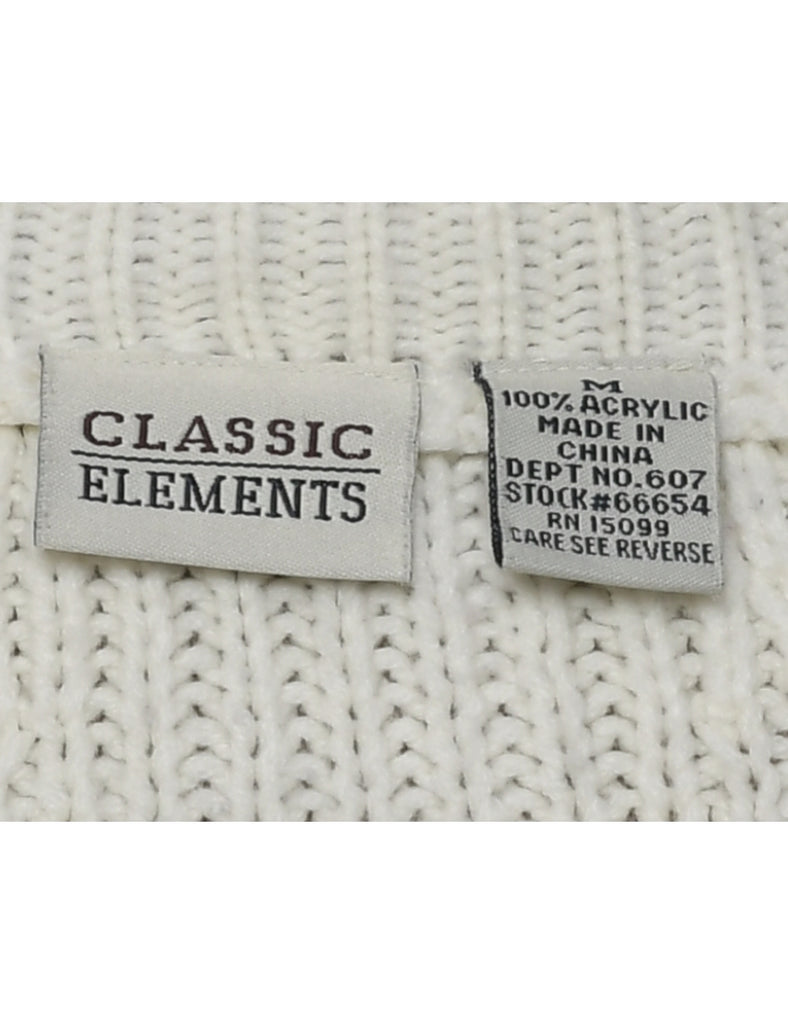 CLASSIC
ELEMENTS
M
100% ACRYLIC
MADE IN
CHINA
DEPT NO.607
STOCK#66654
RN 15099
CARE SEE REVERSE